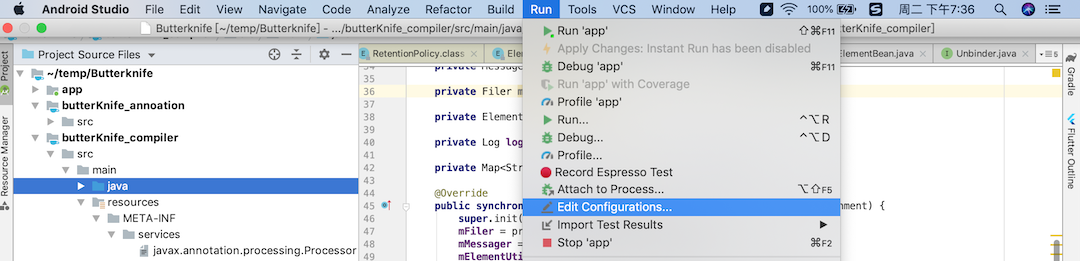 Android Studio File Edit View Navigate Code Analyze Refactor Build Run Tools VCS Window Help 100% 周二 下午7:36
Butterknife [~/temp/Butterknife] - .../butterKnife_compiler/src/main/java
_compiler]
Project
Resource Manager
Project Source Files
~/temp/Butterknife
app
butterKnife_annoation
src
butterKnife_compiler
src
main
java
resources
META-INF
services
javax.annotation.processing.Processor
RetentionPolicy.class
ElementBean.java
Unbinder.java
5
35
36 private Filer m
37
38 private Element
39
40 private Log log
41
42 private Map<Str
43
44 @Override
45 public synchron
nment) {
46 super.init(
47 mFiler = pr
48 mMessager =
49 mElementUti
Run 'app' ⇧⌘F11
Apply Changes: Instant Run has been disabled
Debug 'app' ⌘F11
Run 'app' with Coverage
Profile 'app'
Run... ^⌥R
Debug... ^⌥D
Profile...
Record Espresso Test
Attach to Process... ⌥⇧F5
Edit Configurations...
Import Test Results
Stop 'app' ⌘F2
Gradle
Flutter Outline